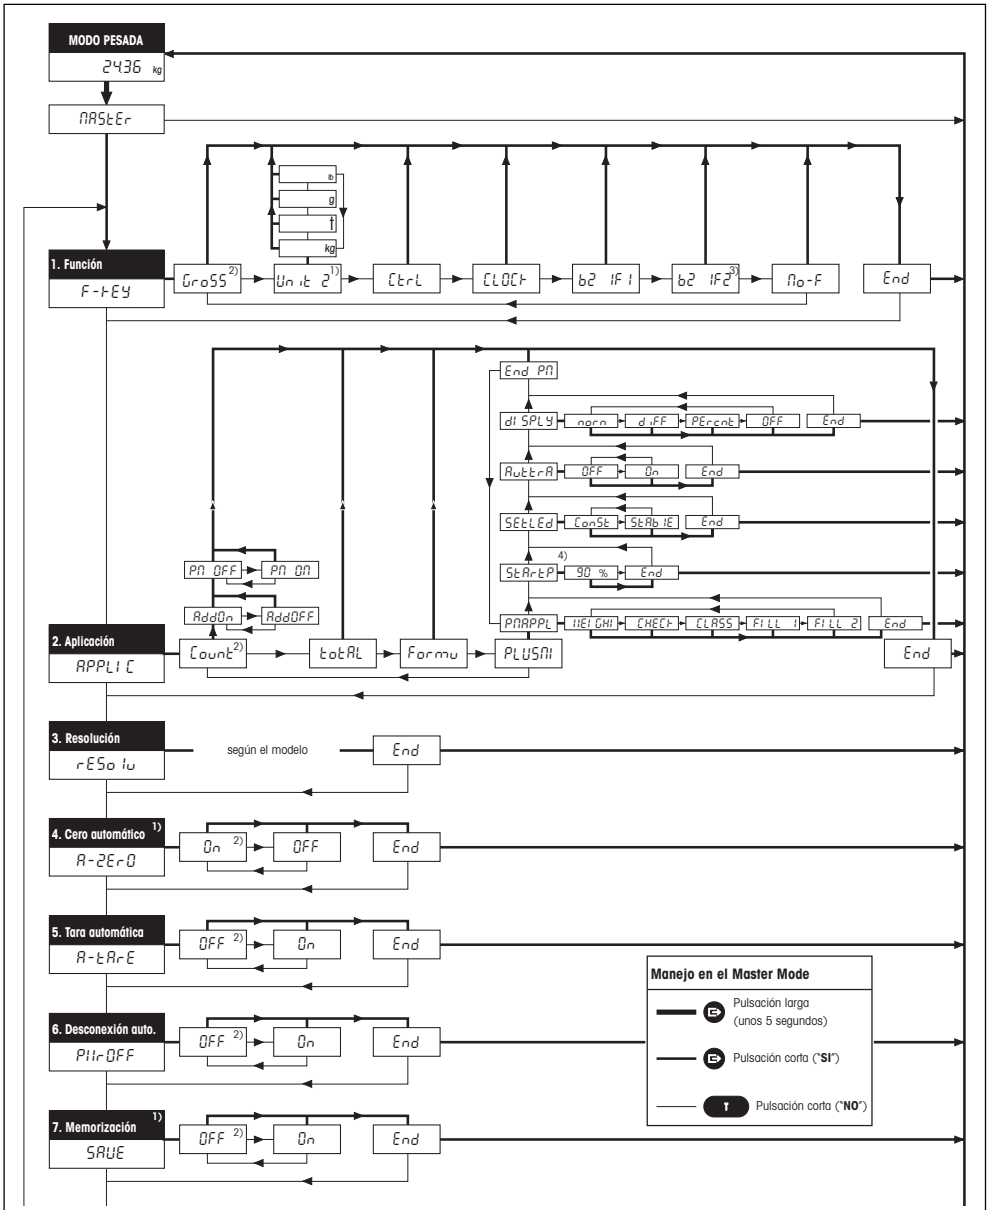 MODO PESADA
24.36 kg
MAStEr
lb
g
t
kg
1. Función
F-KEY
GroSS 2)
Unit 2 1)
CtrL
CLOCK
b2 IF1
b2 IF2 3)
No-F
End
End PM
dISPLY
norn
diFF
PErcnt
OFF
End
AuttrA
OFF
On
End
SEtLEd
ConSt
StAblE
End
StArtP
4)
90 %
End
PM OFF
PM ON
AddOn
AddOFF
PMAPPL
WEIGHI
CHECK
CLASS
FILL 1
FILL 2
End
2. Aplicación
APPLIC
Count 2)
totAL
Formu
PLUSMI
End
3. Resolución
rESolu
según el modelo
End
4. Cero automático 1)
A-ZErO
On 2)
OFF
End
5. Tara automática
A-tArE
OFF 2)
On
End
6. Desconexión auto.
PWrOFF
OFF 2)
On
End
7. Memorización 1)
SAVE
OFF 2)
On
End
Manejo en el Master Mode
Pulsación larga
(unos 5 segundos)
Pulsación corta ("SI")
T Pulsación corta ("NO")